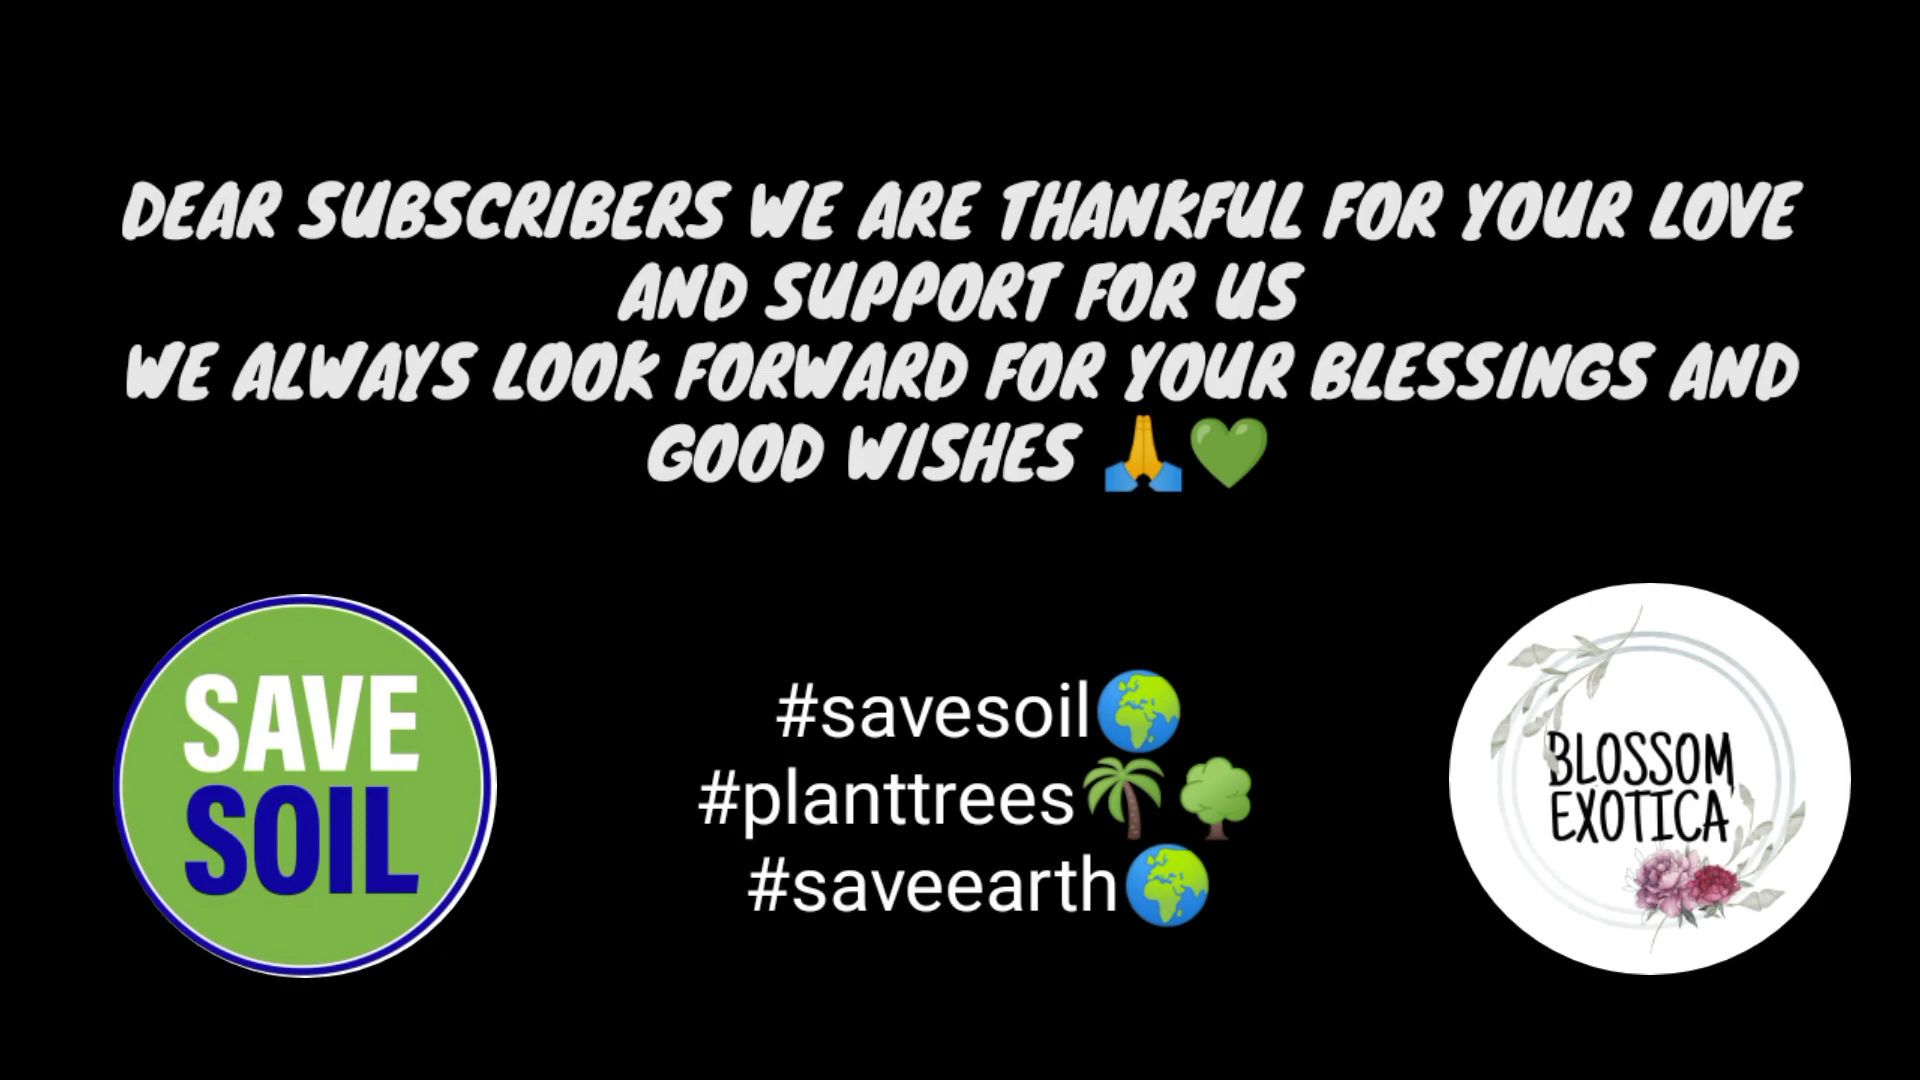 DEAR SUBSCRIBERS WE ARE THANKFUL FOR YOUR LOVE
AND SUPPORT FOR US
WE ALWAYS LOOK FORWARD FOR YOUR BLESSINGS AND
GOOD WISHES 🙏💚
SAVE
SOIL
#savesoil🌍
#planttrees🌴🌳
#saveearth🌍
BLOSSOM
EXOTICA